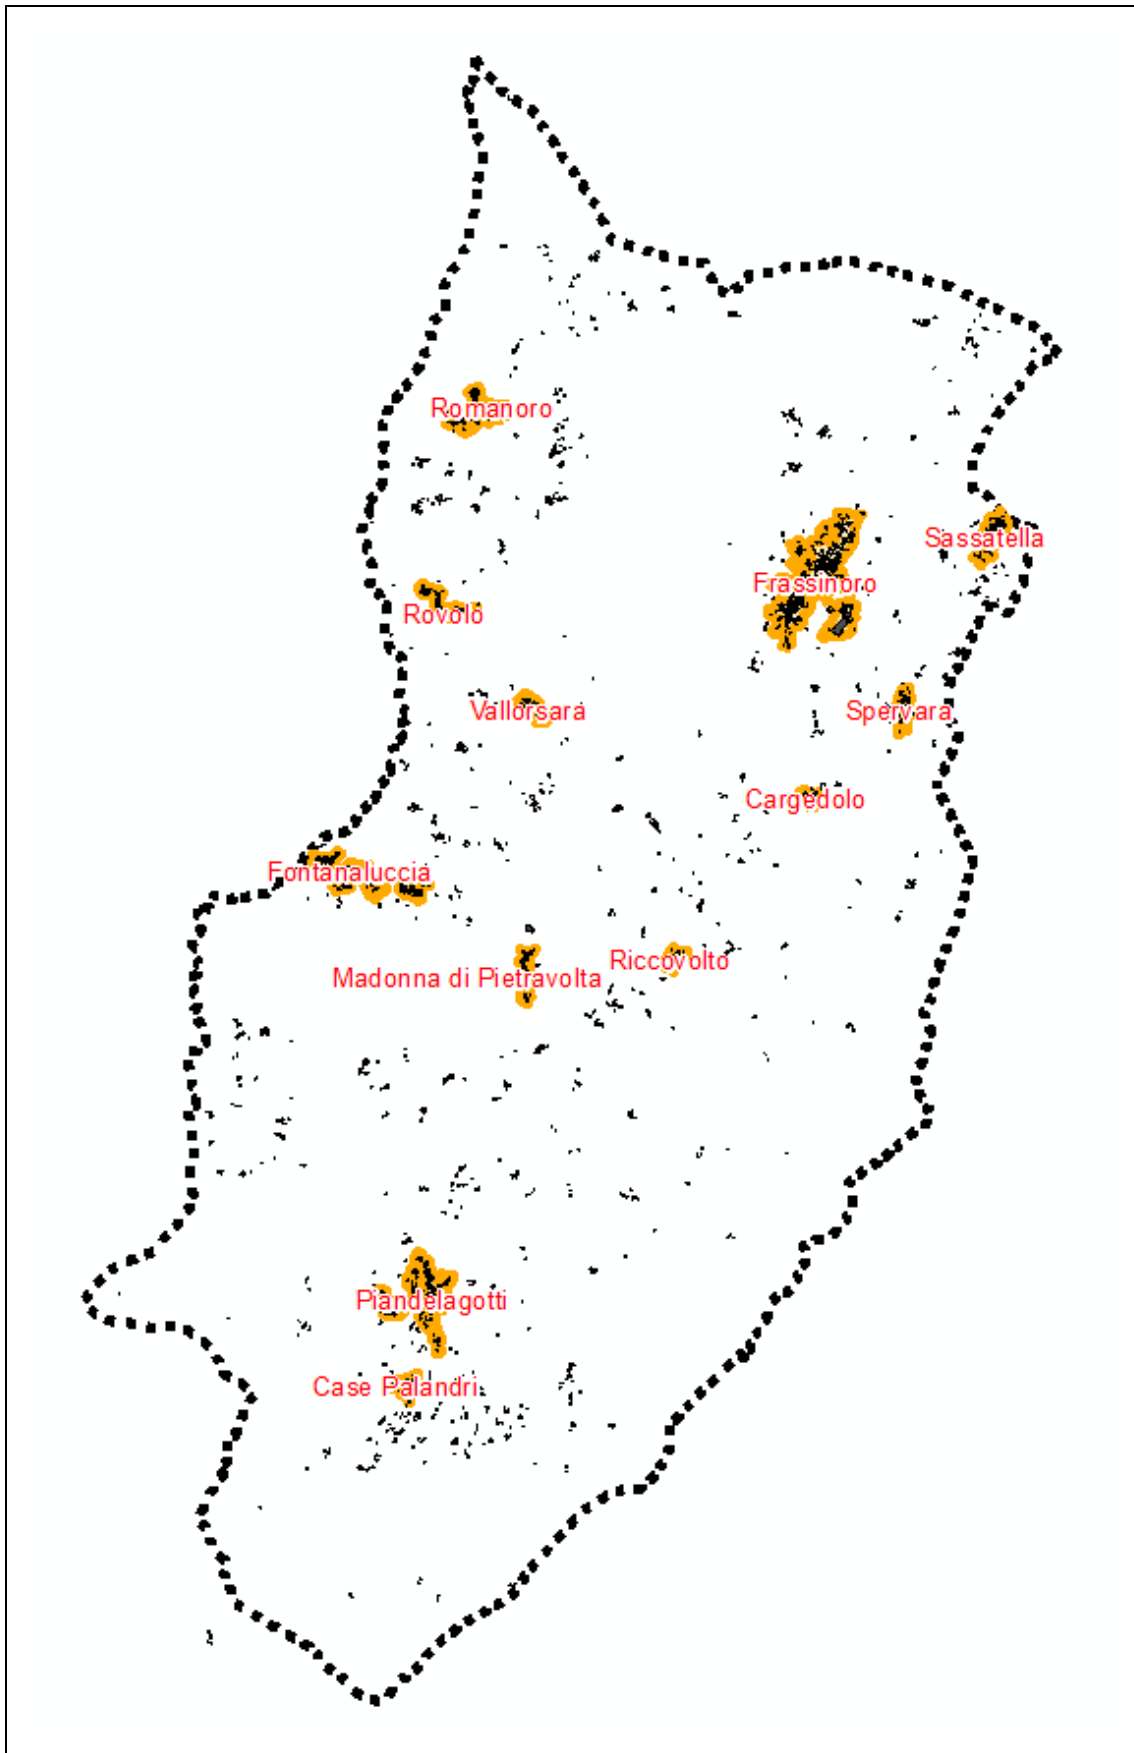 Romanoro
Sassatella
Frassinoro
Rovolo
Vallorsara
Spervara
Cargedolo
Fontanaluccia
Riccovolto
Madonna di Pietravolta
Piandelagotti
Case Palandri